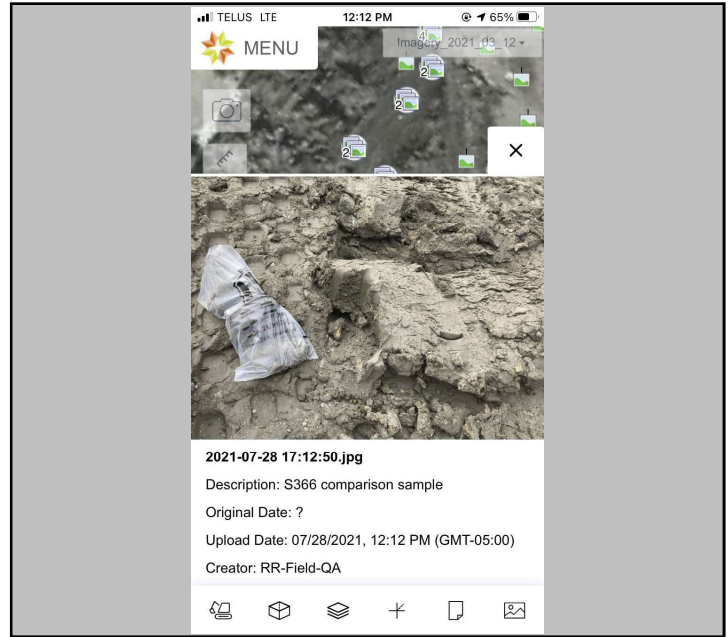 TELUS LTE 12:12 PM 65%
MENU
Imagery_2021_03_12
4
2
2
2
2021-07-28 17:12:50.jpg
Description: S366 comparison sample
Original Date: ?
Upload Date: 07/28/2021, 12:12 PM (GMT-05:00)
Creator: RR-Field-QA